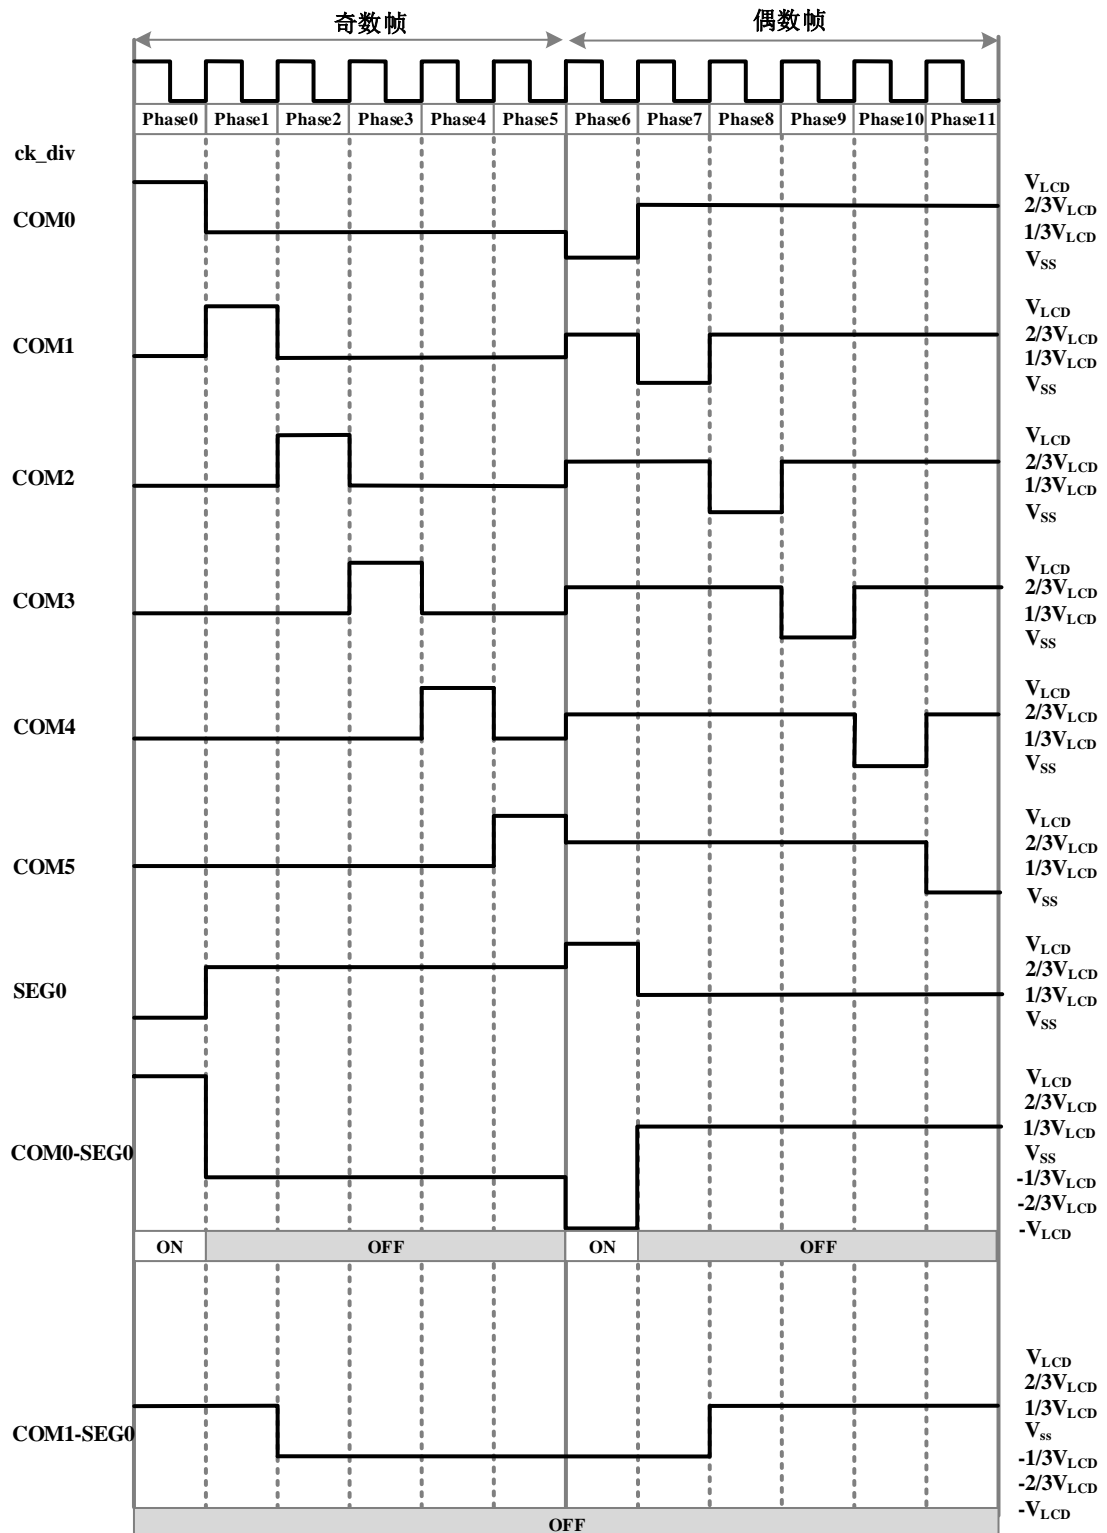 奇数帧 偶数帧
Phase0 Phase1 Phase2 Phase3 Phase4 Phase5 Phase6 Phase7 Phase8 Phase9 Phase10 Phase11
ck_div
COM0
VLCD
2/3VLCD
1/3VLCD
VSS
COM1
VLCD
2/3VLCD
1/3VLCD
VSS
COM2
VLCD
2/3VLCD
1/3VLCD
VSS
COM3
VLCD
2/3VLCD
1/3VLCD
VSS
COM4
VLCD
2/3VLCD
1/3VLCD
VSS
COM5
VLCD
2/3VLCD
1/3VLCD
VSS
SEG0
VLCD
2/3VLCD
1/3VLCD
VSS
COM0-SEG0
VLCD
2/3VLCD
1/3VLCD
VSS
-1/3VLCD
-2/3VLCD
-VLCD
ON OFF ON OFF
COM1-SEG0
VLCD
2/3VLCD
1/3VLCD
Vss
-1/3VLCD
-2/3VLCD
-VLCD
OFF